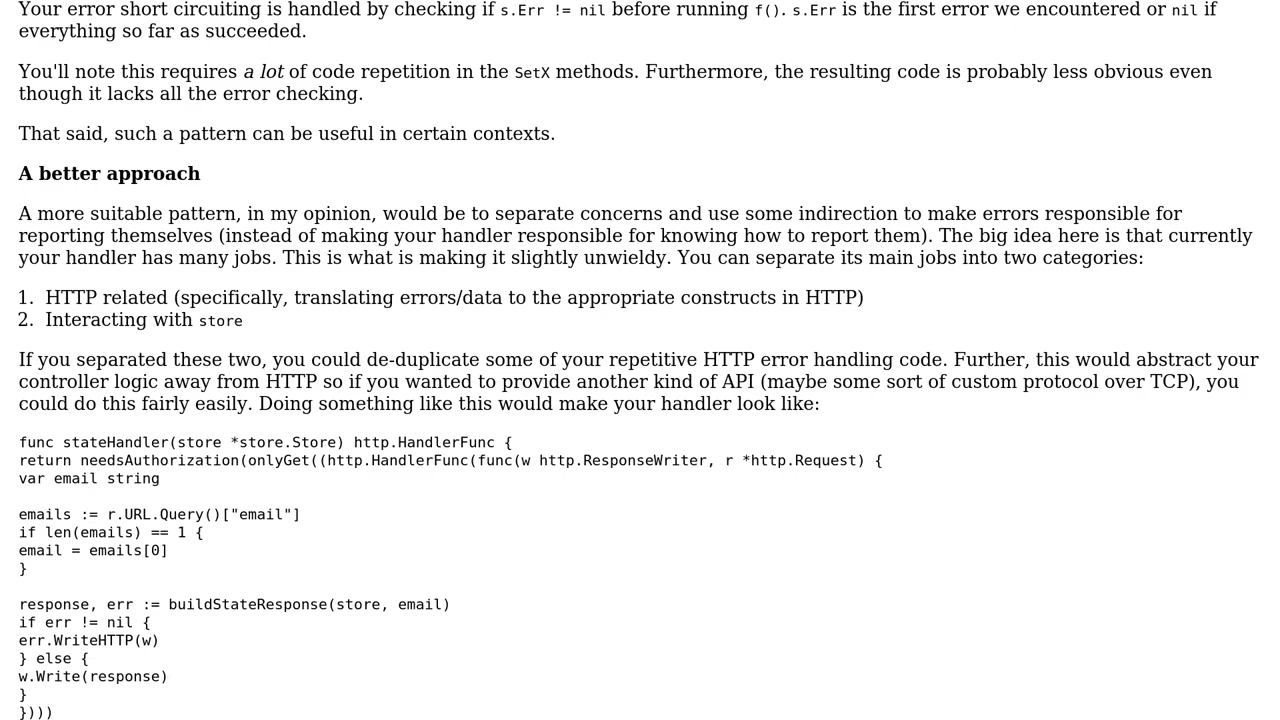 Your error short circuiting is handled by checking if s.Err != nil before running f(). s.Err is the first error we encountered or nil if
everything so far as succeeded.
You'll note this requires a lot of code repetition in the SetX methods. Furthermore, the resulting code is probably less obvious even
though it lacks all the error checking.
That said, such a pattern can be useful in certain contexts.
A better approach
A more suitable pattern, in my opinion, would be to separate concerns and use some indirection to make errors responsible for
reporting themselves (instead of making your handler responsible for knowing how to report them). The big idea here is that currently
your handler has many jobs. This is what is making it slightly unwieldy. You can separate its main jobs into two categories:
1. HTTP related (specifically, translating errors/data to the appropriate constructs in HTTP)
2. Interacting with store
If you separated these two, you could de-duplicate some of your repetitive HTTP error handling code. Further, this would abstract your
controller logic away from HTTP so if you wanted to provide another kind of API (maybe some sort of custom protocol over TCP), you
could do this fairly easily. Doing something like this would make your handler look like:
func stateHandler(store *store.Store) http.HandlerFunc {
return needsAuthorization(onlyGet((http.HandlerFunc(func(w http.ResponseWriter, r *http.Request) {
var email string
emails := r.URL.Query()["email"]
if len(emails) == 1 {
email = emails[0]
}
response, err := buildStateResponse(store, email)
if err != nil {
err.WriteHTTP(w)
} else {
w.Write(response)
}
}))))